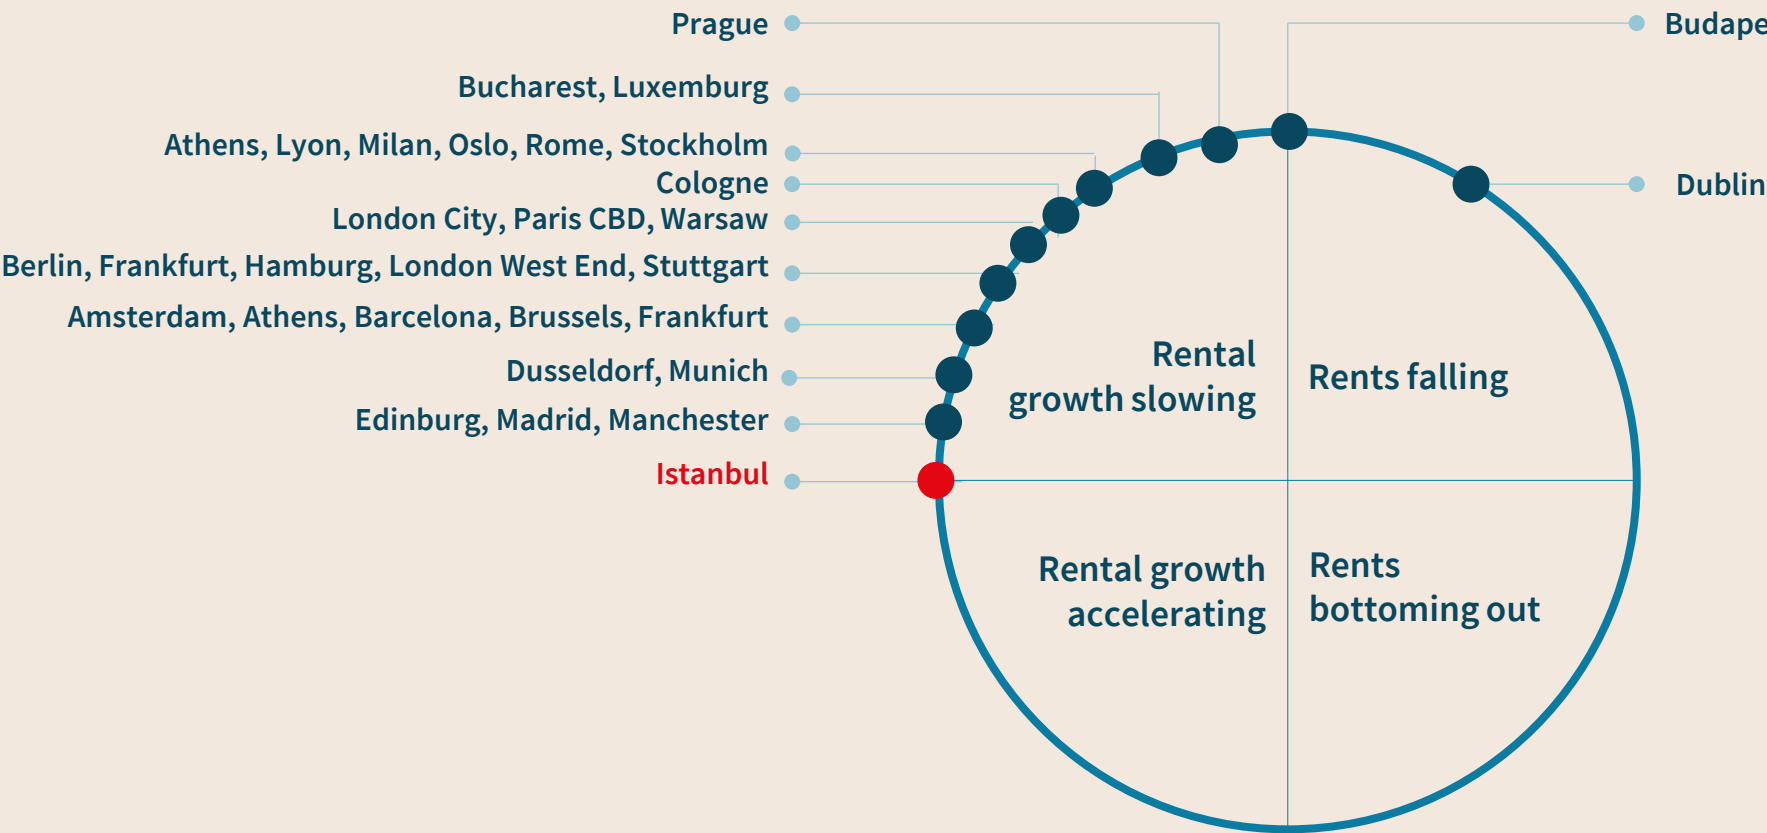 Prague
Budape
Bucharest, Luxemburg
Athens, Lyon, Milan, Oslo, Rome, Stockholm
Cologne
Dublin
London City, Paris CBD, Warsaw
Berlin, Frankfurt, Hamburg, London West End, Stuttgart
Amsterdam, Athens, Barcelona, Brussels, Frankfurt
Dusseldorf, Munich
Edinburg, Madrid, Manchester
Istanbul
Rental
growth slowing
Rents falling
Rental growth
accelerating
Rents
bottoming out